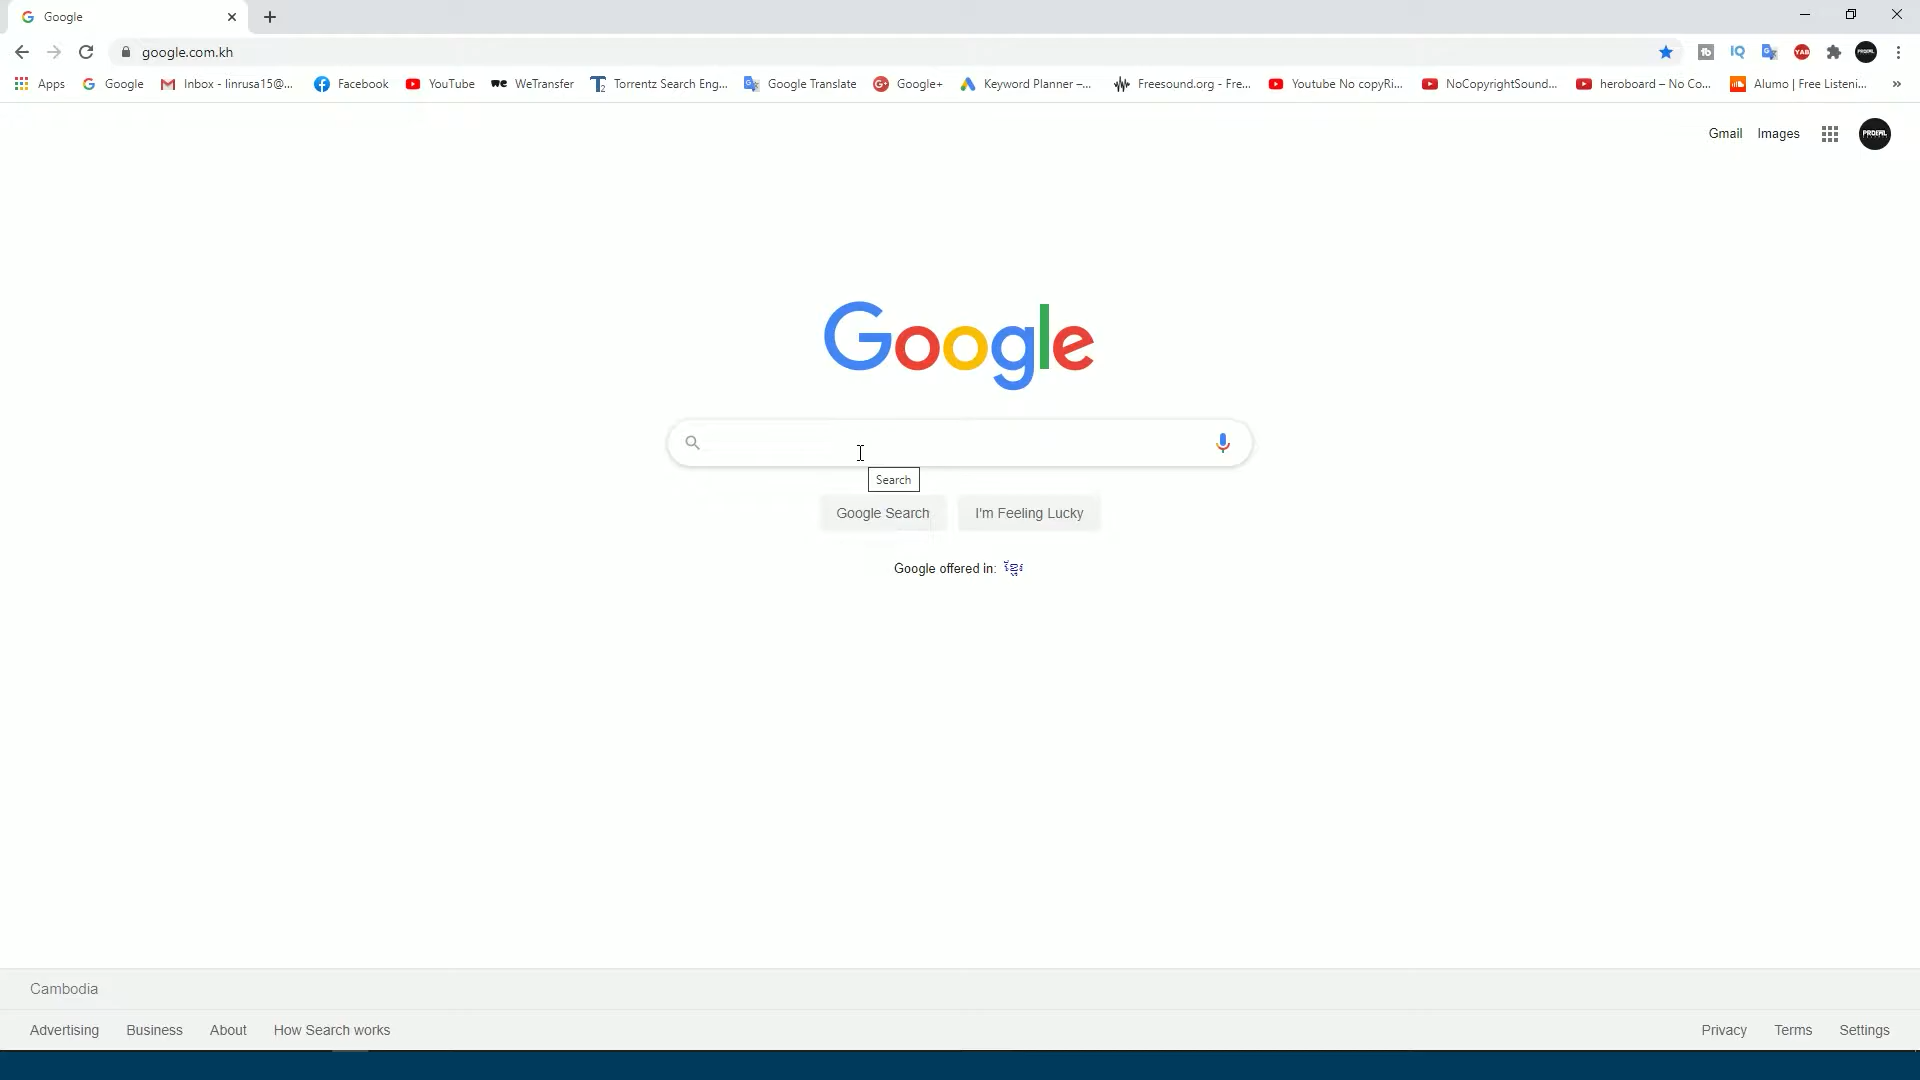 Google
google.com.kh
Apps Google Inbox - linrusa15@... Facebook YouTube WeTransfer Torrentz Search Eng... Google Translate Google+ Keyword Planner –... Freesound.org - Fre... Youtube No copyRi... NoCopyrightSound... heroboard – No Co... Alumo | Free Listeni... »
Gmail Images
Google
Search
Google Search I'm Feeling Lucky
Google offered in: ខ្មែរ
Cambodia
Advertising Business About How Search works Privacy Terms Settings